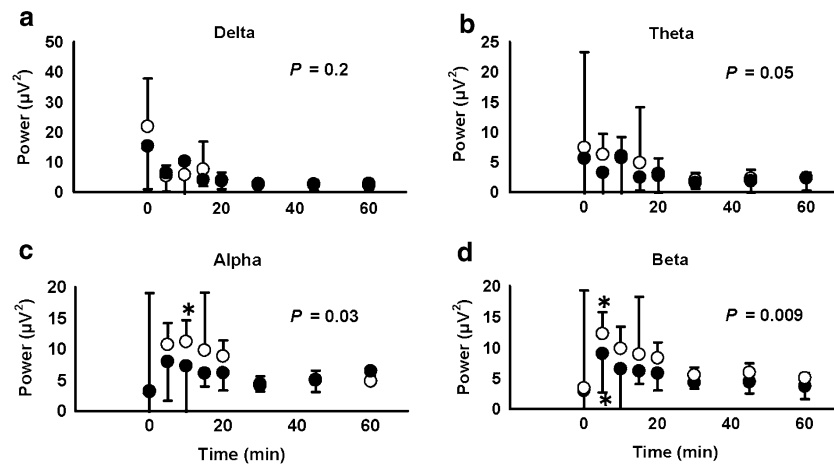 a
Delta
Power (µV²)
50
40
30
20
10
0
P = 0.2
0 20 40 60
b
Theta
Power (µV²)
25
20
15
10
5
0
P = 0.05
0 20 40 60
c
Alpha
Power (µV²)
20
15
10
5
0
*
P = 0.03
0 20 40 60
Time (min)
d
Beta
Power (µV²)
20
15
10
5
0
*
*
P = 0.009
0 20 40 60
Time (min)